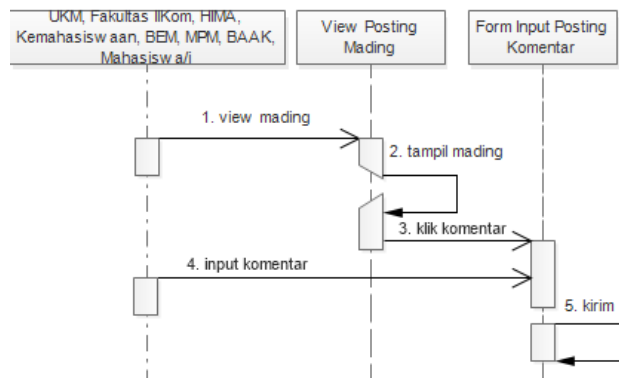 UKM, Fakultas IlKom, HIMA,
Kemahasiswaan, BEM, MPM, BAAK,
Mahasiswa/i
View Posting
Mading
Form Input Posting
Komentar
1. view mading
2. tampil mading
3. klik komentar
4. input komentar
5. kirim